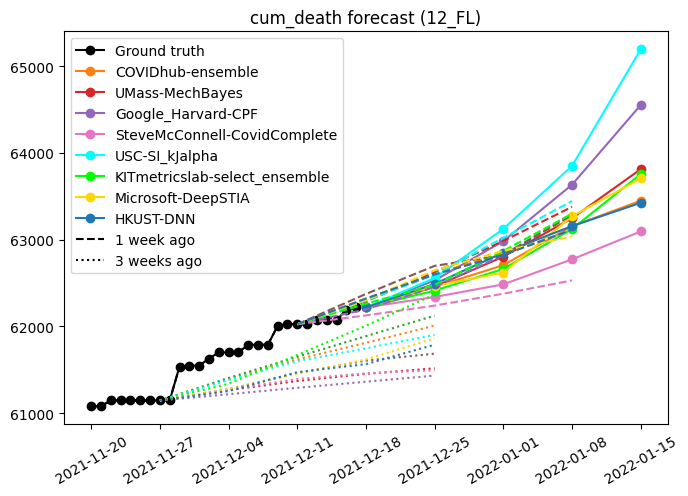 cum_death forecast (12_FL)
Ground truth
COVIDhub-ensemble
UMass-MechBayes
Google_Harvard-CPF
SteveMcConnell-CovidComplete
USC-SI_kJalpha
KITmetricslab-select_ensemble
Microsoft-DeepSTIA
HKUST-DNN
1 week ago
3 weeks ago
65000
64000
63000
62000
61000
2021-11-20
2021-11-27
2021-12-04
2021-12-11
2021-12-18
2021-12-25
2022-01-01
2022-01-08
2022-01-15